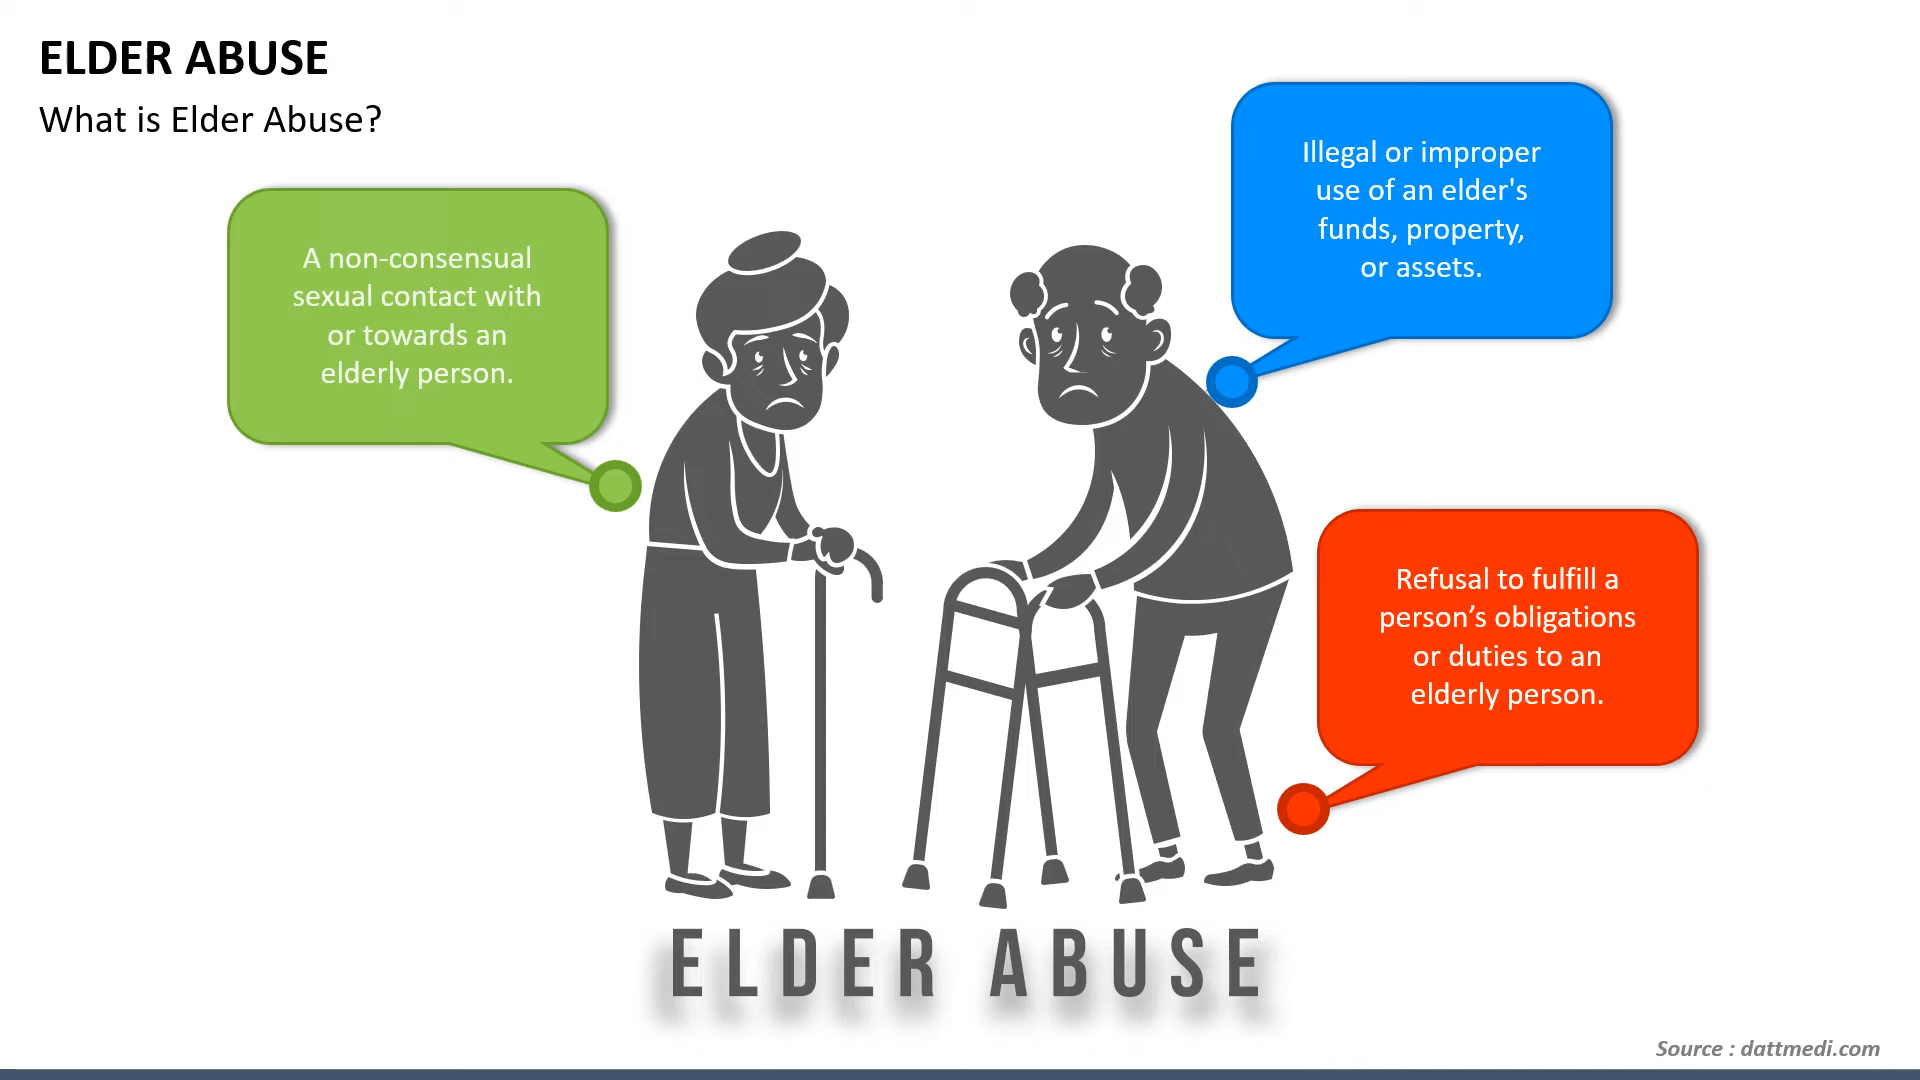 ELDER ABUSE
What is Elder Abuse?
A non-consensual
sexual contact with
or towards an
elderly person.
Illegal or improper
use of an elder's
funds, property,
or assets.
Refusal to fulfill a
person’s obligations
or duties to an
elderly person.
ELDER ABUSE
Source : dattmedi.com